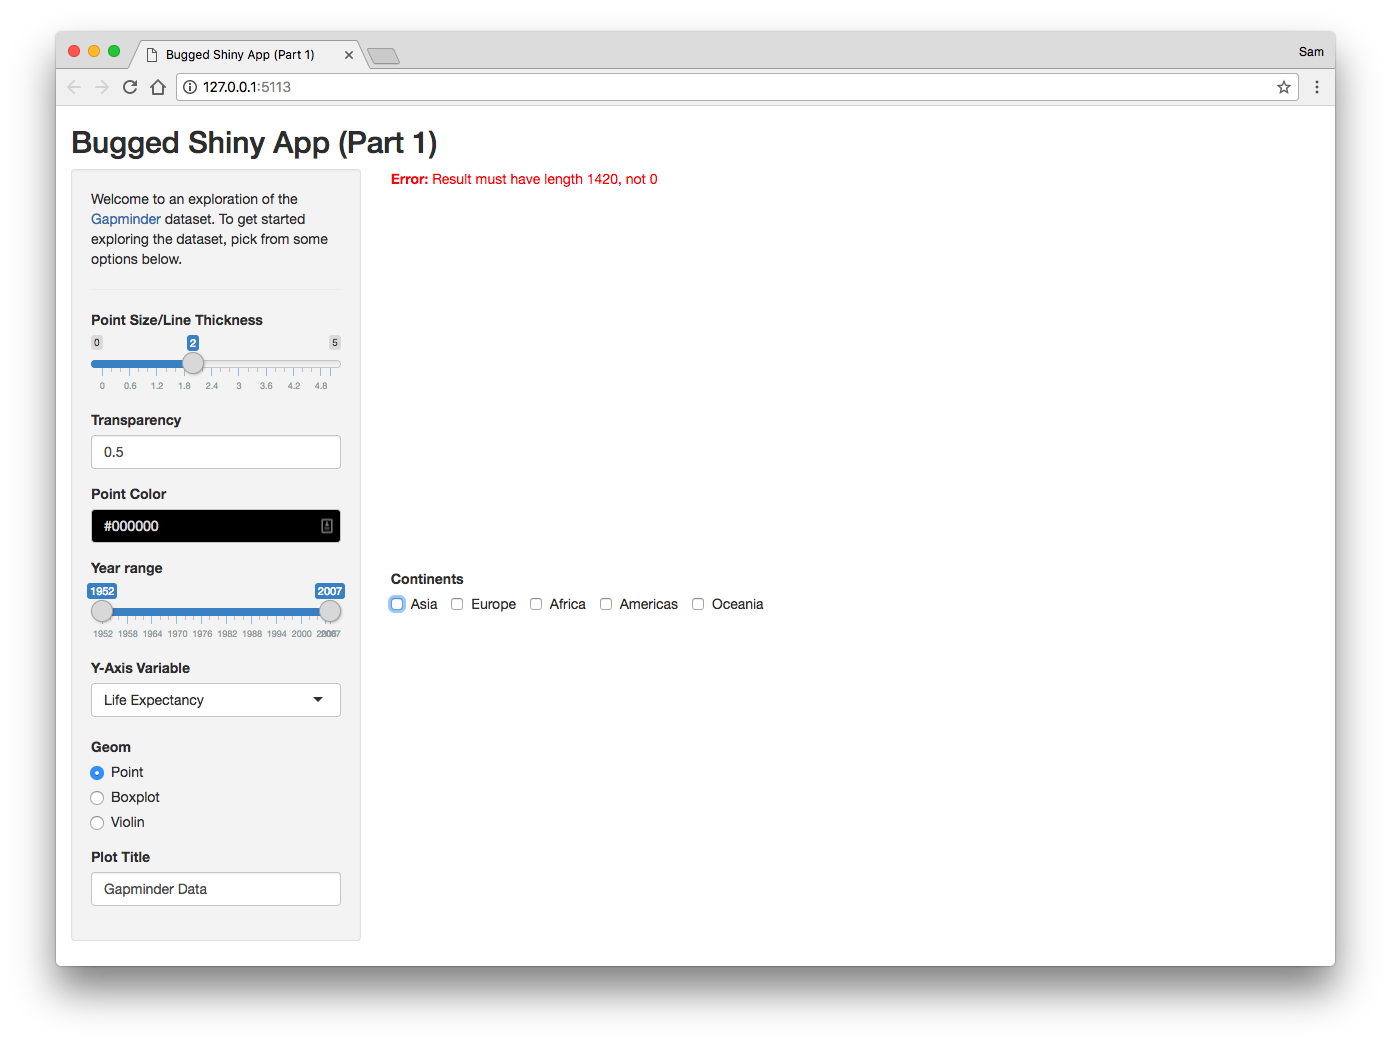 Bugged Shiny App (Part 1)
Sam
127.0.0.1:5113
Bugged Shiny App (Part 1)
Welcome to an exploration of the
Gapminder dataset. To get started
exploring the dataset, pick from some
options below.
Point Size/Line Thickness
0 2 5
0 0.6 1.2 1.8 2.4 3 3.6 4.2 4.8
Transparency
0.5
Point Color
#000000
Year range
1952 2007
1952 1958 1964 1970 1976 1982 1988 1994 2000 2006 2007
Y-Axis Variable
Life Expectancy
Geom
Point
Boxplot
Violin
Plot Title
Gapminder Data
Error: Result must have length 1420, not 0
Continents
Asia Europe Africa Americas Oceania